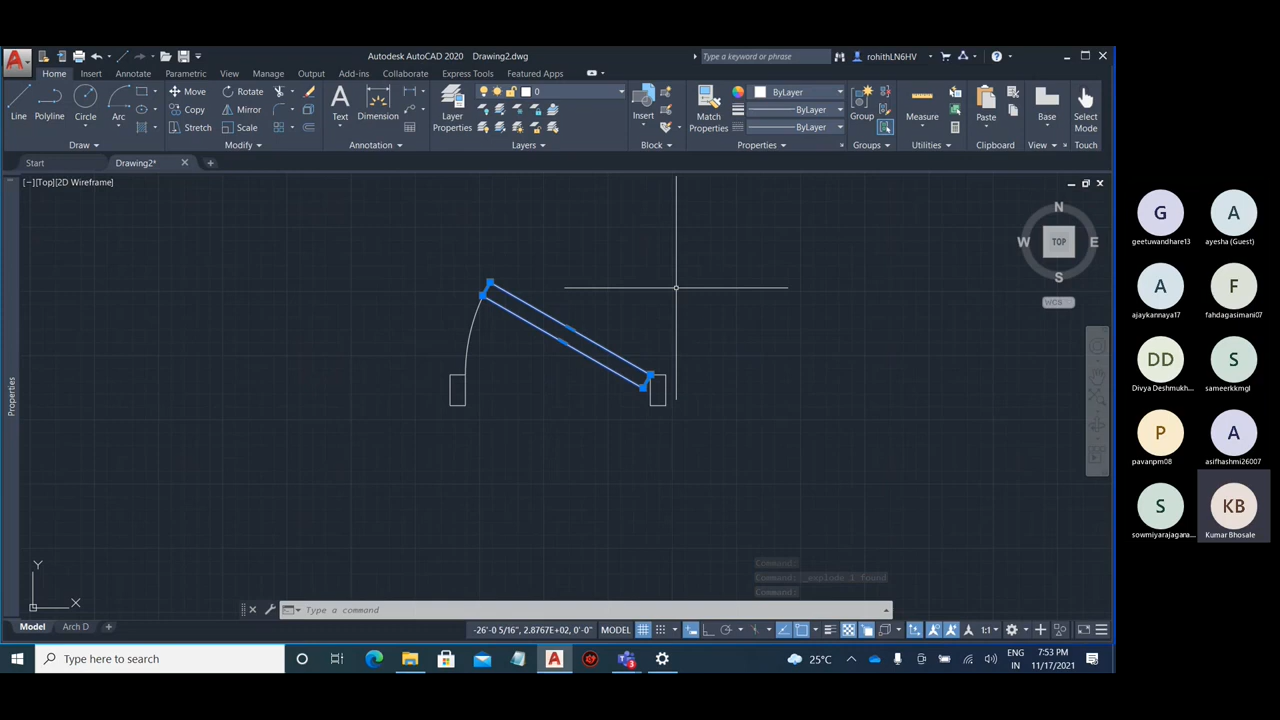 Autodesk AutoCAD 2020 Drawing2.dwg
Type a keyword or phrase
rohithLN6HV
Home Insert Annotate Parametric View Manage Output Add-ins Collaborate Express Tools Featured Apps
Line
Polyline
Circle
Arc
Move
Rotate
Copy
Mirror
Stretch
Scale
Text
Dimension
Layer
Properties
0
Insert
Match
Properties
ByLayer
ByLayer
ByLayer
Group
Measure
Paste
Base
Select
Mode
Draw
Modify
Annotation
Layers
Block
Properties
Groups
Utilities
Clipboard
View
Touch
Start
Drawing2*
[−][Top][2D Wireframe]
Properties
N
W
TOP
E
S
WCS
Y
X
Command:
Command: _explode 1 found
Command:
Type a command
Model
Arch D
-26'-0 5/16", 2.8767E+02, 0'-0"
MODEL
1:1
Type here to search
3
25°C
ENG
IN
7:53 PM
11/17/2021
G
geetuwandhare13
A
ayesha (Guest)
A
ajaykannaya17
F
fahdagasimani07
DD
Divya Deshmukh...
S
sameerkkmgl
P
pavanpm08
A
asifhashmi26007
S
sowmiyarajagana...
KB
Kumar Bhosale